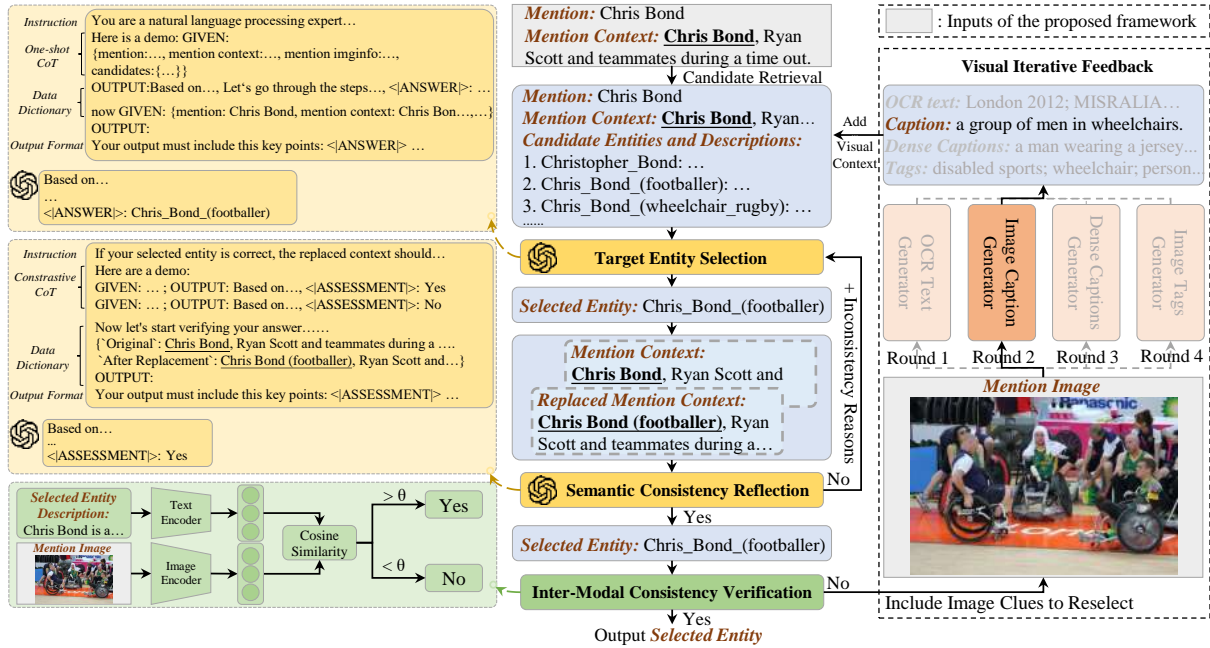 Instruction
You are a natural language processing expert…
One-shot
CoT
Here is a demo: GIVEN:
{mention:…, mention context:…, mention imginfo:…,
candidates:{…}}
OUTPUT:Based on…, Let‘s go through the steps…, <|ANSWER|>: …
Data
Dictionary
now GIVEN: {mention: Chris Bond, mention context: Chris Bon…,…}
OUTPUT:
Output Format
Your output must include this key points: <|ANSWER|> …
Based on…
…
<|ANSWER|>: Chris_Bond_(footballer)
Instruction
If your selected entity is correct, the replaced context should…
Constrastive
CoT
Here are a demo:
GIVEN: … ; OUTPUT: Based on…, <|ASSESSMENT|>: Yes
GIVEN: … ; OUTPUT: Based on…, <|ASSESSMENT|>: No
Data
Dictionary
Now let's start verifying your answer……
{`Original`: Chris Bond, Ryan Scott and teammates during a ….
`After Replacement`: Chris Bond (footballer), Ryan Scott and…}
OUTPUT:
Output Format
Your output must include this key points: <|ASSESSMENT|> …
Based on…
...
<|ASSESSMENT|>: Yes
Selected Entity
Description:
Chris Bond is a…
Text
Encoder
Mention Image
Image
Encoder
Cosine
Similarity
> θ
Yes
< θ
No
Mention: Chris Bond
Mention Context: Chris Bond, Ryan
Scott and teammates during a time out.
Candidate Retrieval
Mention: Chris Bond
Mention Context: Chris Bond, Ryan…
Candidate Entities and Descriptions:
1. Christopher_Bond: …
2. Chris_Bond_(footballer): …
3. Chris_Bond_(wheelchair_rugby): …
......
Target Entity Selection
Selected Entity: Chris_Bond_(footballer)
Mention Context:
Chris Bond, Ryan Scott and
Replaced Mention Context:
Chris Bond (footballer), Ryan
Scott and teammates during a…
Semantic Consistency Reflection
No
+ Inconsistency Reasons
Yes
Selected Entity: Chris_Bond_(footballer)
Inter-Modal Consistency Verification
No
Yes
Output Selected Entity
: Inputs of the proposed framework
Visual Iterative Feedback
OCR text: London 2012; MISRALIA…
Caption: a group of men in wheelchairs.
Dense Captions: a man wearing a jersey...
Tags: disabled sports; wheelchair; person...
Add
Visual
Context
OCR Text
Generator
Image Caption
Generator
Dense Captions
Generator
Image Tags
Generator
Round 1
Round 2
Round 3
Round 4
Mention Image
Panasonic
Include Image Clues to Reselect